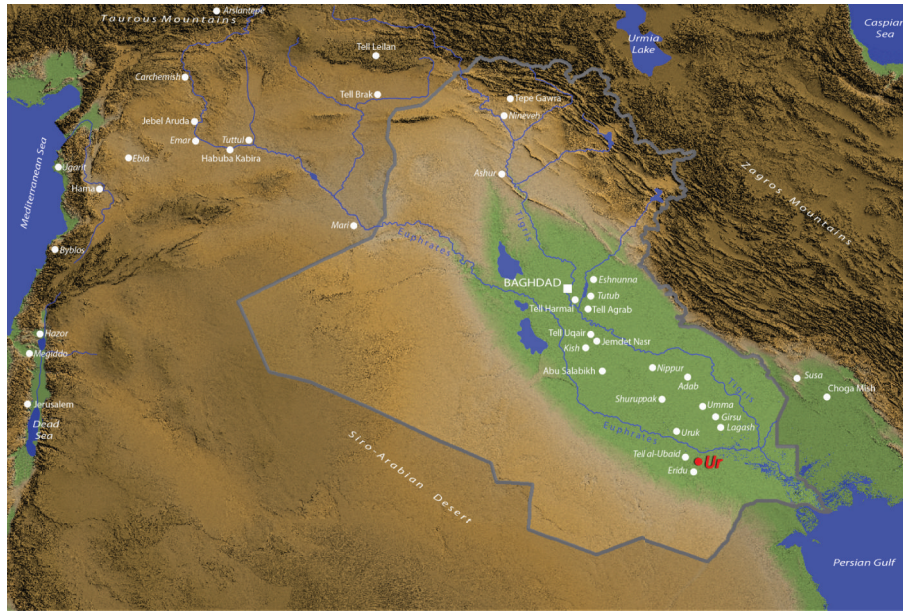 Arslantepe
Taurous Mountains
Urmia
Lake
Caspian
Sea
Tell Leilan
Carchemish
Tell Brak
Tepe Gawra
Nineveh
Jebel Aruda
Emar
Tuttul
Habuba Kabira
Ebla
Ugarit
Hama
Ashur
Zagros Mountains
Mediterranean Sea
Mari
Tigris
Euphrates
Byblos
Eshnunna
BAGHDAD
Tutub
Tell Harmal
Tell Agrab
Hazor
Megiddo
Tell Uqair
Jemdet Nasr
Kish
Abu Salabikh
Nippur
Adab
Tigris
Susa
Choga Mish
Jerusalem
Dead
Sea
Shuruppak
Umma
Girsu
Lagash
Euphrates
Uruk
Siro-Arabian Desert
Tell al-Ubaid
Ur
Eridu
Persian Gulf